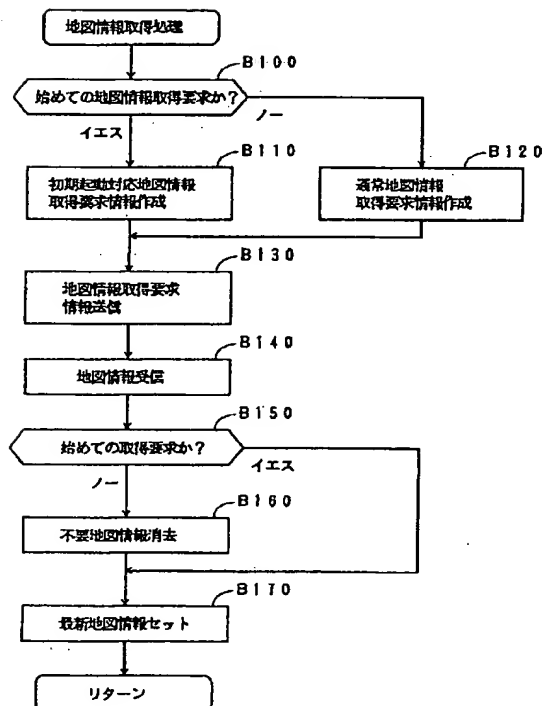 地図情報取得処理
B100
始めての地図情報取得要求か?
ノー
イエス
B110
初期起動対応地図情報
取得要求情報作成
B120
通常地図情報
取得要求情報作成
B130
地図情報取得要求
情報送信
B140
地図情報受信
B150
始めての取得要求か?
イエス
ノー
B160
不要地図情報消去
B170
最新地図情報セット
リターン